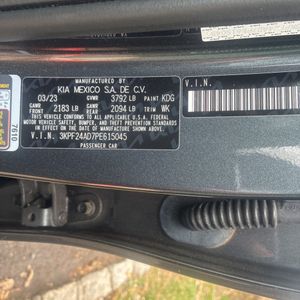 MANUFACTURED BY
KIA MEXICO S.A. DE C.V.
03/23 GVWR 3792 LB PAINT KDG
GAWR F 2183 LB GAWR R 2094 LB TRIM WK
THIS VEHICLE CONFORMS TO ALL APPLICABLE U.S. FEDERAL
MOTOR VEHICLE SAFETY, BUMPER, AND THEFT PREVENTION STANDARDS
IN EFFECT ON THE DATE OF MANUFACTURE SHOWN ABOVE.
V.I.N. 3KPF24AD7PE615045
PASSENGER CAR
V.I.N.
7610